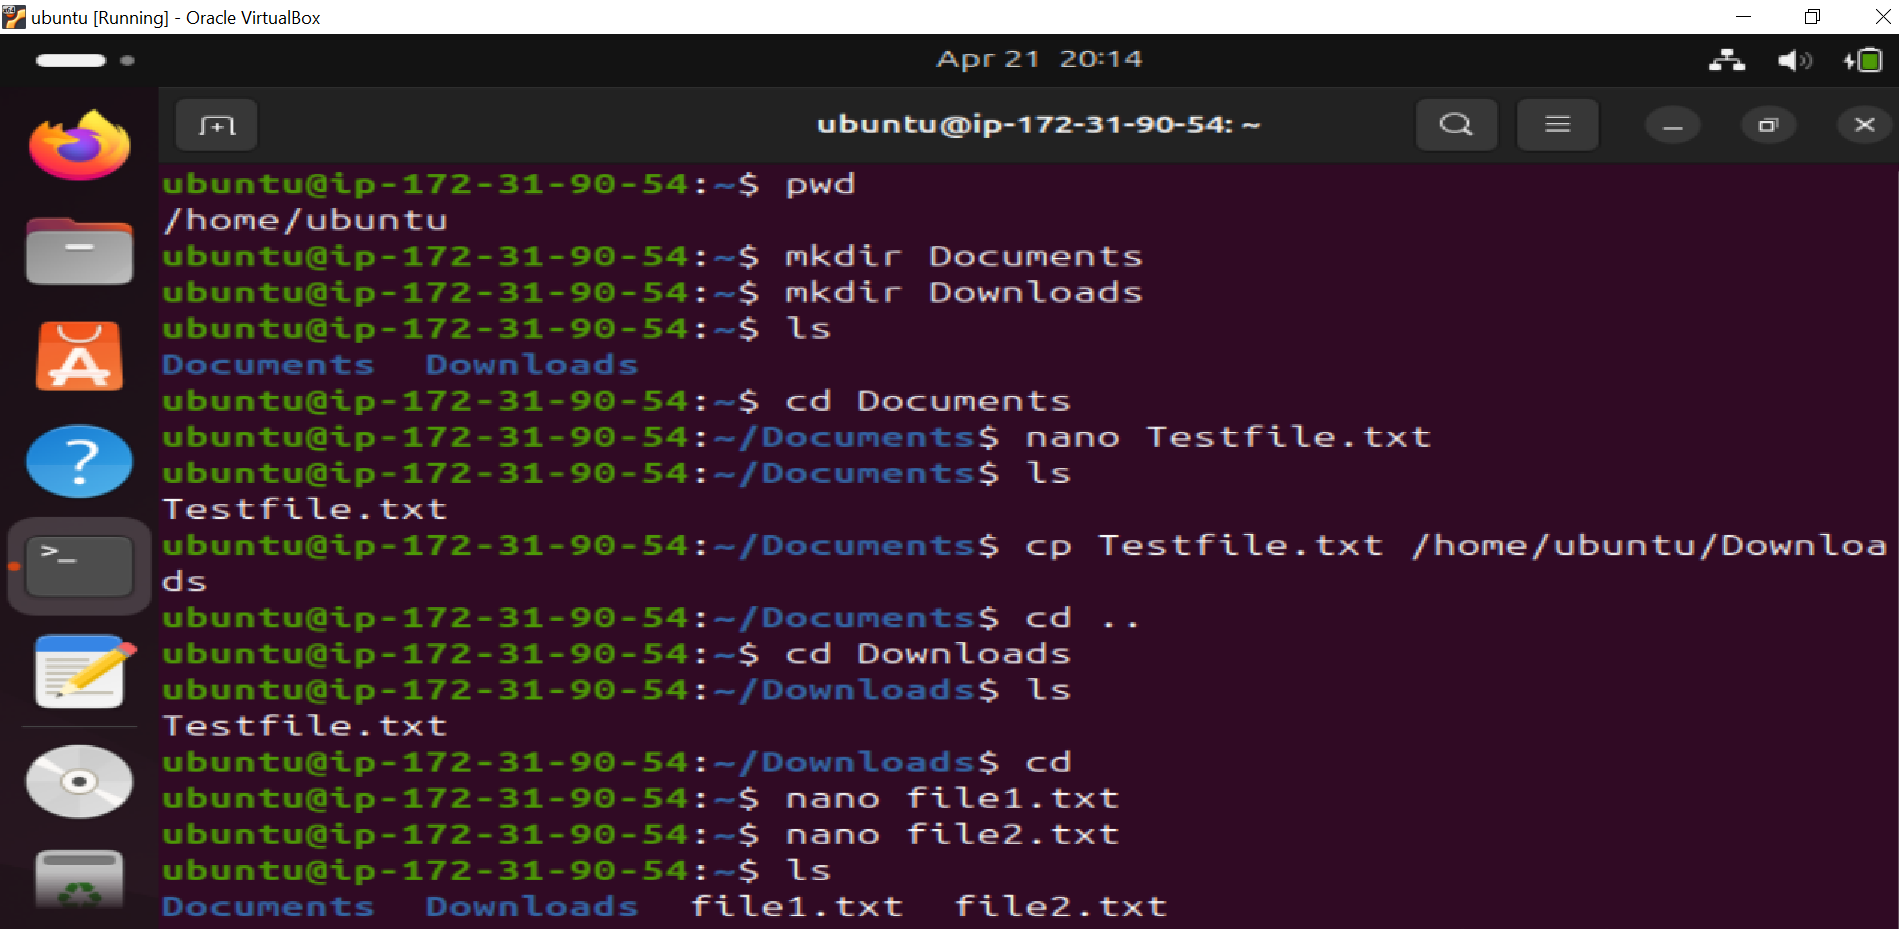 ubuntu [Running] - Oracle VirtualBox
Apr 21 20:14
ubuntu@ip-172-31-90-54: ~
ubuntu@ip-172-31-90-54:~$ pwd
/home/ubuntu
ubuntu@ip-172-31-90-54:~$ mkdir Documents
ubuntu@ip-172-31-90-54:~$ mkdir Downloads
ubuntu@ip-172-31-90-54:~$ ls
Documents  Downloads
ubuntu@ip-172-31-90-54:~$ cd Documents
ubuntu@ip-172-31-90-54:~/Documents$ nano Testfile.txt
ubuntu@ip-172-31-90-54:~/Documents$ ls
Testfile.txt
ubuntu@ip-172-31-90-54:~/Documents$ cp Testfile.txt /home/ubuntu/Downloa
ds
ubuntu@ip-172-31-90-54:~/Documents$ cd ..
ubuntu@ip-172-31-90-54:~$ cd Downloads
ubuntu@ip-172-31-90-54:~/Downloads$ ls
Testfile.txt
ubuntu@ip-172-31-90-54:~/Downloads$ cd
ubuntu@ip-172-31-90-54:~$ nano file1.txt
ubuntu@ip-172-31-90-54:~$ nano file2.txt
ubuntu@ip-172-31-90-54:~$ ls
Documents  Downloads  file1.txt  file2.txt